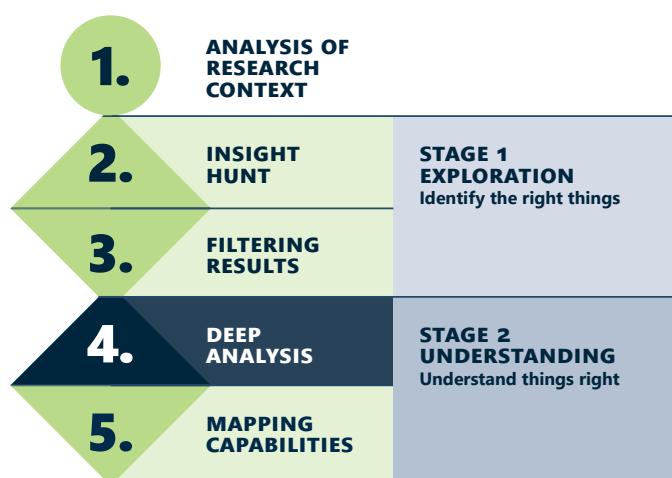 1.
ANALYSIS OF
RESEARCH
CONTEXT
2.
INSIGHT
HUNT
STAGE 1
EXPLORATION
Identify the right things
3.
FILTERING
RESULTS
4.
DEEP
ANALYSIS
STAGE 2
UNDERSTANDING
Understand things right
5.
MAPPING
CAPABILITIES